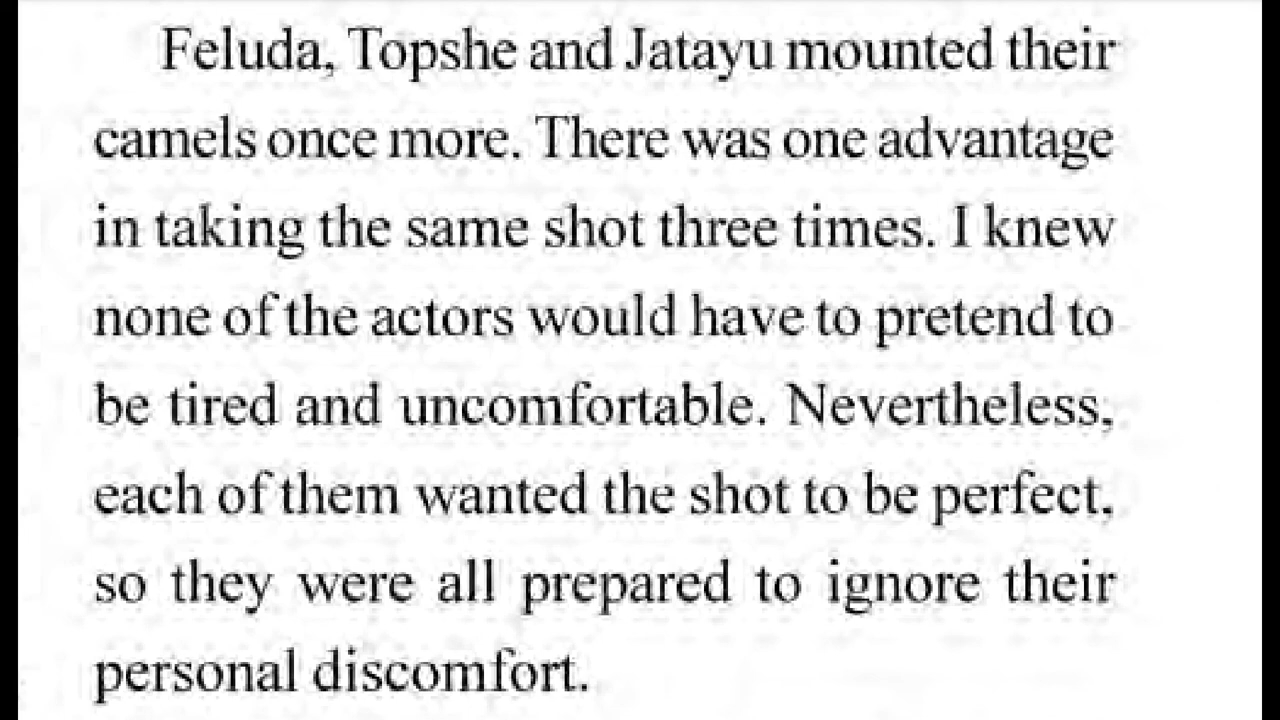 Feluda, Topshe and Jatayu mounted their
camels once more. There was one advantage
in taking the same shot three times. I knew
none of the actors would have to pretend to
be tired and uncomfortable. Nevertheless,
each of them wanted the shot to be perfect,
so they were all prepared to ignore their
personal discomfort.